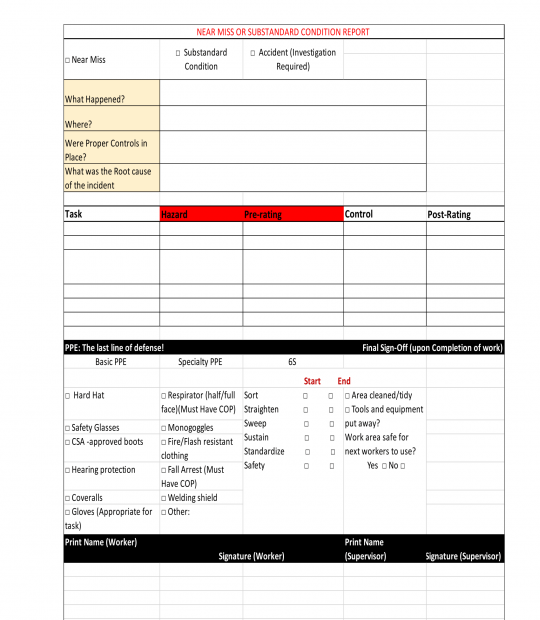 NEAR MISS OR SUBSTANDARD CONDITION REPORT
□ Near Miss
□ Substandard Condition
□ Accident (Investigation Required)
What Happened?
Where?
Were Proper Controls in Place?
What was the Root cause of the incident
Task Hazard Pre-rating Control Post-Rating
PPE: The last line of defense! Final Sign-Off (upon Completion of work)
Basic PPE Specialty PPE 6S
Start End
□ Hard Hat
□ Respirator (half/full face)(Must Have COP)
Sort □ □
□ Area cleaned/tidy
Straighten □ □
□ Tools and equipment put away?
□ Safety Glasses
□ Monogoggles
Sweep □ □
□ CSA -approved boots
□ Fire/Flash resistant clothing
Sustain □ □
Work area safe for next workers to use?
Standardize □ □
□ Hearing protection
□ Fall Arrest (Must Have COP)
Safety □ □
Yes □ No □
□ Coveralls
□ Welding shield
□ Gloves (Appropriate for task)
□ Other:
Print Name (Worker)
Signature (Worker)
Print Name (Supervisor)
Signature (Supervisor)